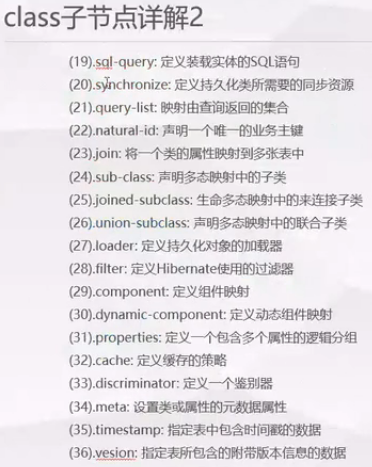 class子节点详解2
(19).sql-query: 定义装载实体的SQL语句
(20).synchronize: 定义持久化类所需要的同步资源
(21).query-list: 映射由查询返回的集合
(22).natural-id: 声明一个唯一的业务主键
(23).join: 将一个类的属性映射到多张表中
(24).sub-class: 声明多态映射中的子类
(25).joined-subclass: 生命多态映射中的来连接子类
(26).union-subclass: 声明多态映射中的联合子类
(27).loader: 定义持久化对象的加载器
(28).filter: 定义Hibernate使用的过滤器
(29).component: 定义组件映射
(30).dynamic-component: 定义动态组件映射
(31).properties: 定义一个包含多个属性的逻辑分组
(32).cache: 定义缓存的策略
(33).discriminator: 定义一个鉴别器
(34).meta: 设置类或属性的元数据属性
(35).timestamp: 指定表中包含时间戳的数据
(36).vesion: 指定表所包含的附带版本信息的数据